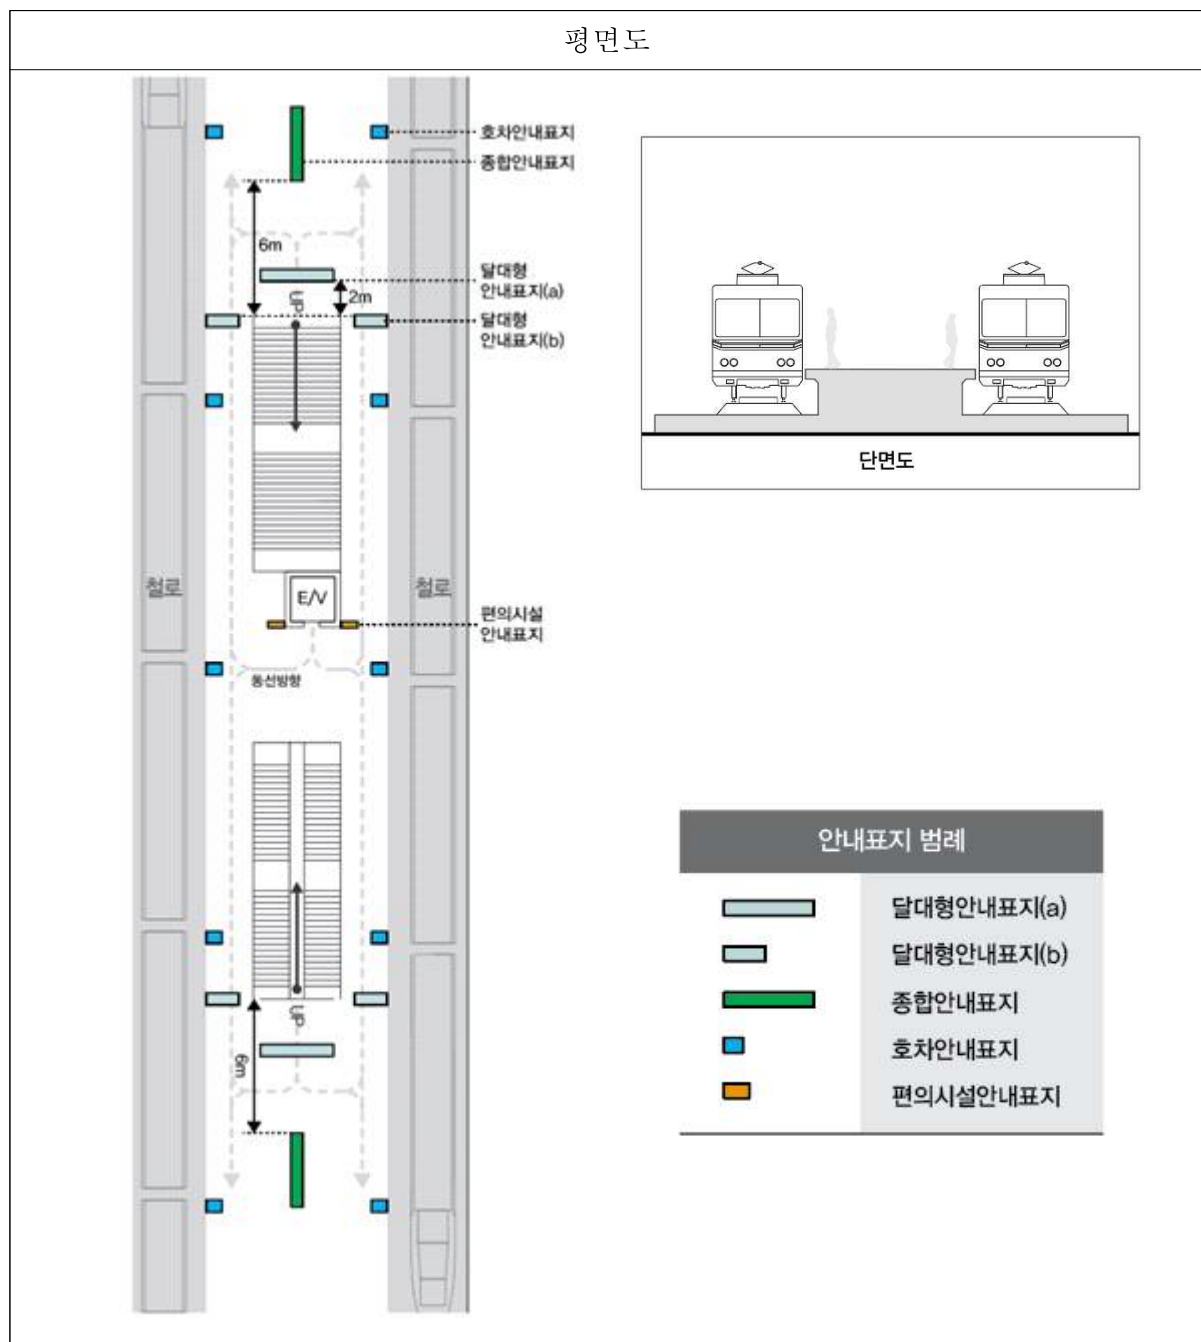 평면도
호차안내표지
종합안내표지
6m
달대형
안내표지(a)
UP
2m
달대형
안내표지(b)
철로
철로
E/V
편의시설
안내표지
동선방향
UP
6m
단면도
안내표지 범례
달대형안내표지(a)
달대형안내표지(b)
종합안내표지
호차안내표지
편의시설안내표지